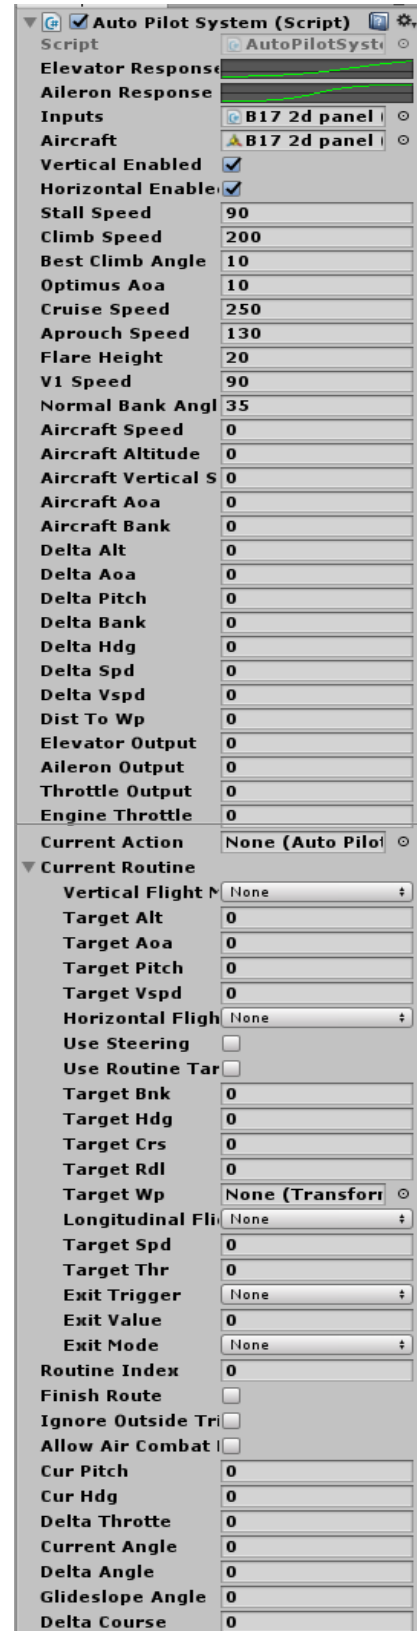 Auto Pilot System (Script)
Script AutoPilotSyst
Elevator Response
Aileron Response
Inputs B17 2d panel (
Aircraft B17 2d panel (
Vertical Enabled
Horizontal Enable
Stall Speed 90
Climb Speed 200
Best Climb Angle 10
Optimus Aoa 10
Cruise Speed 250
Aprouch Speed 130
Flare Height 20
V1 Speed 90
Normal Bank Angl 35
Aircraft Speed 0
Aircraft Altitude 0
Aircraft Vertical S 0
Aircraft Aoa 0
Aircraft Bank 0
Delta Alt 0
Delta Aoa 0
Delta Pitch 0
Delta Bank 0
Delta Hdg 0
Delta Spd 0
Delta Vspd 0
Dist To Wp 0
Elevator Output 0
Aileron Output 0
Throttle Output 0
Engine Throttle 0
Current Action None (Auto Pilot
Current Routine
Vertical Flight M None
Target Alt 0
Target Aoa 0
Target Pitch 0
Target Vspd 0
Horizontal Fligh None
Use Steering
Use Routine Tar
Target Bnk 0
Target Hdg 0
Target Crs 0
Target Rdl 0
Target Wp None (Transform
Longitudinal Fli None
Target Spd 0
Target Thr 0
Exit Trigger None
Exit Value 0
Exit Mode None
Routine Index 0
Finish Route
Ignore Outside Tri
Allow Air Combat
Cur Pitch 0
Cur Hdg 0
Delta Throtte 0
Current Angle 0
Delta Angle 0
Glideslope Angle 0
Delta Course 0